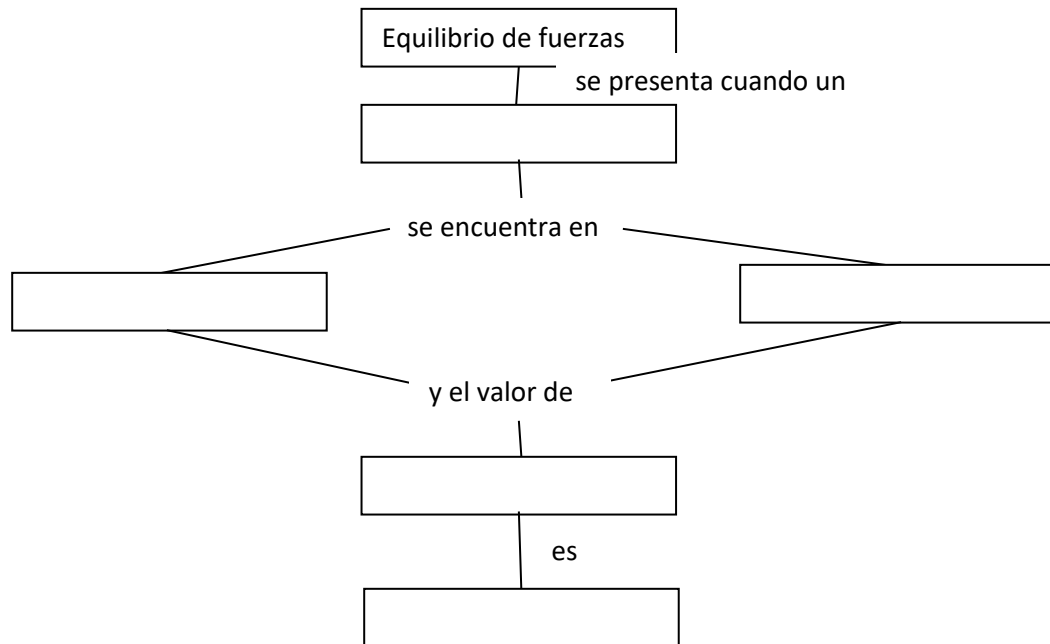 Equilibrio de fuerzas
se presenta cuando un
se encuentra en
y el valor de
es